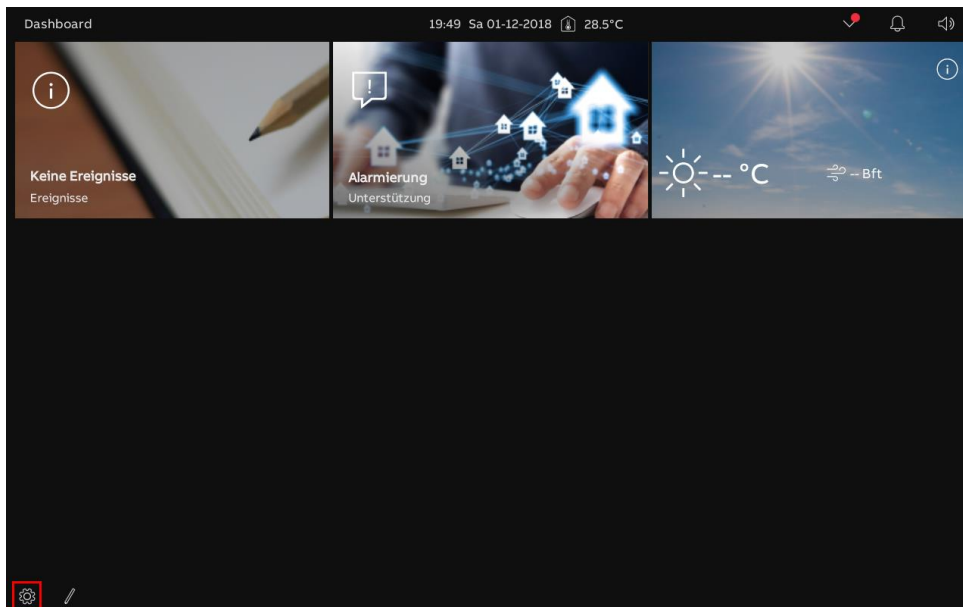 Dashboard
19:49 Sa 01-12-2018 28.5°C
Keine Ereignisse
Ereignisse
Alarmierung
Unterstützung
-- °C
-- Bft